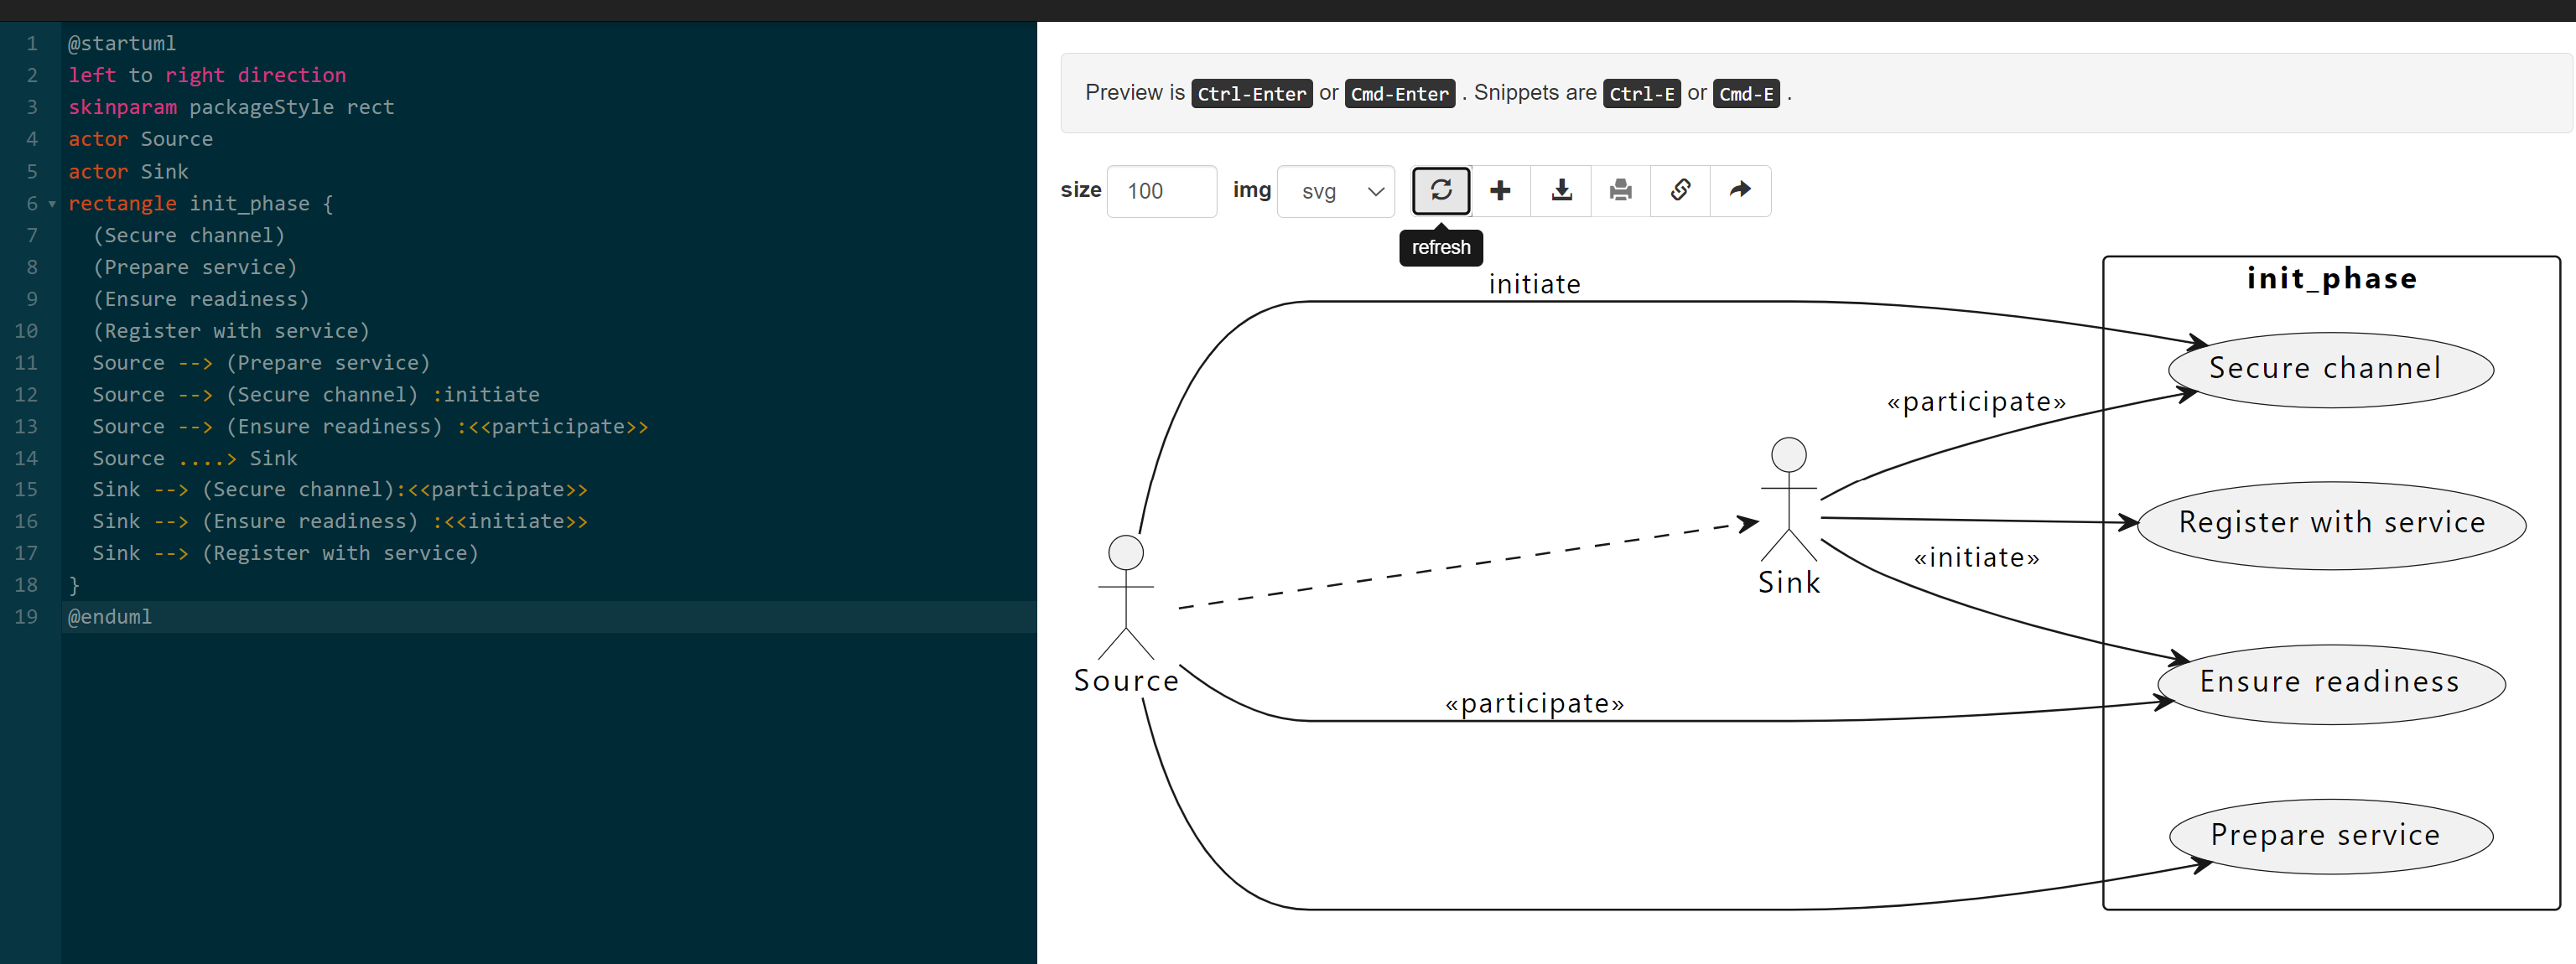 1 @startuml
2 left to right direction
3 skinparam packageStyle rect
4 actor Source
5 actor Sink
6 rectangle init_phase {
7 (Secure channel)
8 (Prepare service)
9 (Ensure readiness)
10 (Register with service)
11 Source --> (Prepare service)
12 Source --> (Secure channel) :initiate
13 Source --> (Ensure readiness) :<<participate>>
14 Source ....> Sink
15 Sink --> (Secure channel):<<participate>>
16 Sink --> (Ensure readiness) :<<initiate>>
17 Sink --> (Register with service)
18 }
19 @enduml
Preview is Ctrl-Enter or Cmd-Enter . Snippets are Ctrl-E or Cmd-E .
size 100 img svg
refresh
initiate
init_phase
Secure channel
«participate»
Register with service
«initiate»
Sink
Source
Ensure readiness
«participate»
Prepare service